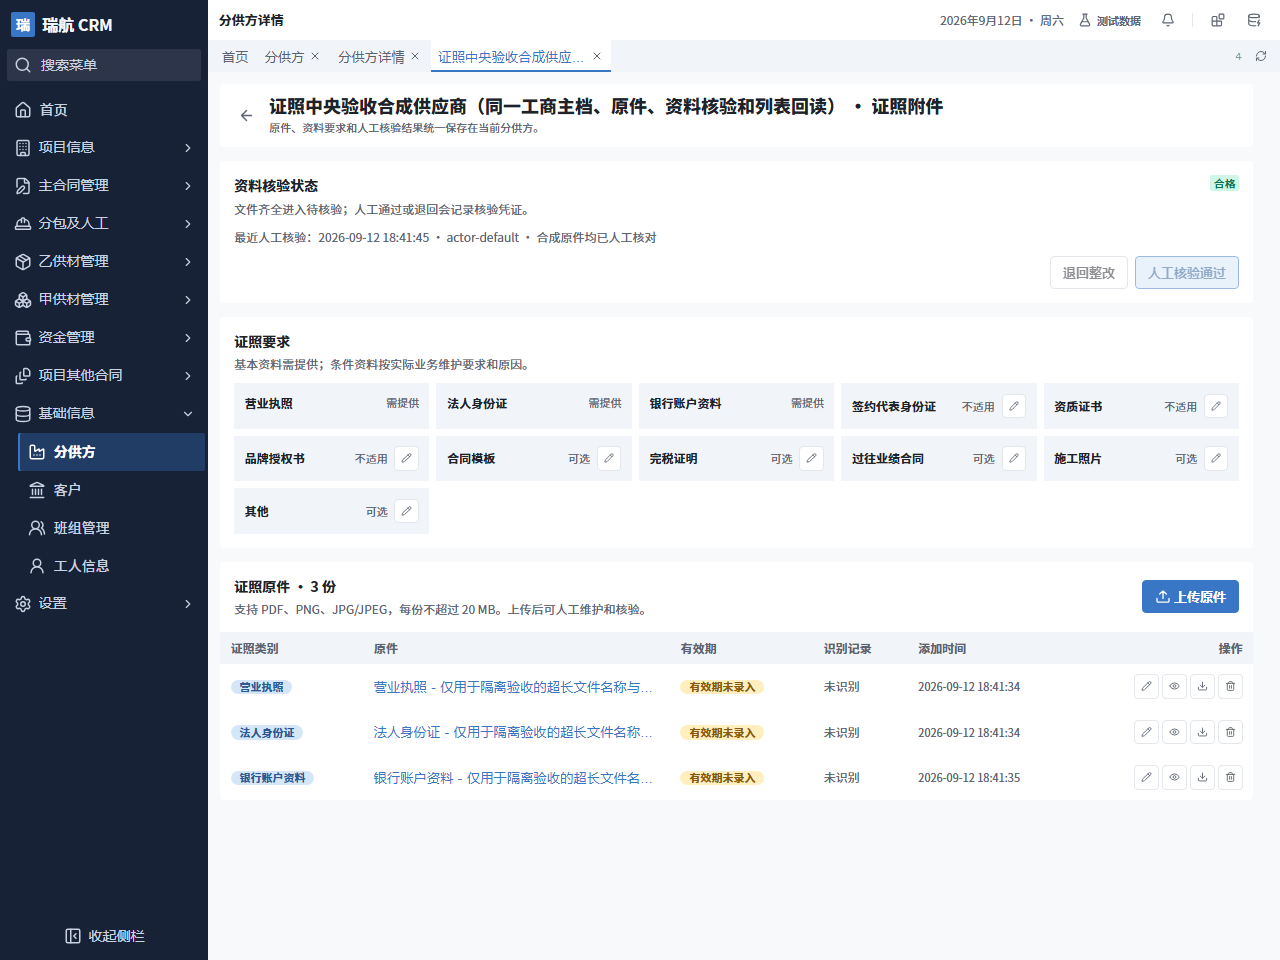 瑞 瑞航 CRM
搜索菜单
首页
项目信息
主合同管理
分包及人工
乙供材管理
甲供材管理
资金管理
项目其他合同
基础信息
分供方
客户
班组管理
工人信息
设置
收起侧栏
分供方详情
2026年9月12日 • 周六 测试数据
首页 分供方 分供方详情 证照中央验收合成供应... 4
证照中央验收合成供应商（同一工商主档、原件、资料核验和列表回读） • 证照附件
原件、资料要求和人工核验结果统一保存在当前分供方。
资料核验状态 合格
文件齐全进入待核验；人工通过或退回会记录核验凭证。
最近人工核验：2026-09-12 18:41:45 • actor-default • 合成原件均已人工核对
退回整改 人工核验通过
证照要求
基本资料需提供；条件资料按实际业务维护要求和原因。
营业执照 需提供 法人身份证 需提供 银行账户资料 需提供 签约代表身份证 不适用 资质证书 不适用
品牌授权书 不适用 合同模板 可选 完税证明 可选 过往业绩合同 可选 施工照片 可选
其他 可选
证照原件 • 3 份
支持 PDF、PNG、JPG/JPEG，每份不超过 20 MB。上传后可人工维护和核验。
上传原件
证照类别 原件 有效期 识别记录 添加时间 操作
营业执照 营业执照 - 仅用于隔离验收的超长文件名称与... 有效期未录入 未识别 2026-09-12 18:41:34
法人身份证 法人身份证 - 仅用于隔离验收的超长文件名称... 有效期未录入 未识别 2026-09-12 18:41:34
银行账户资料 银行账户资料 - 仅用于隔离验收的超长文件名... 有效期未录入 未识别 2026-09-12 18:41:35